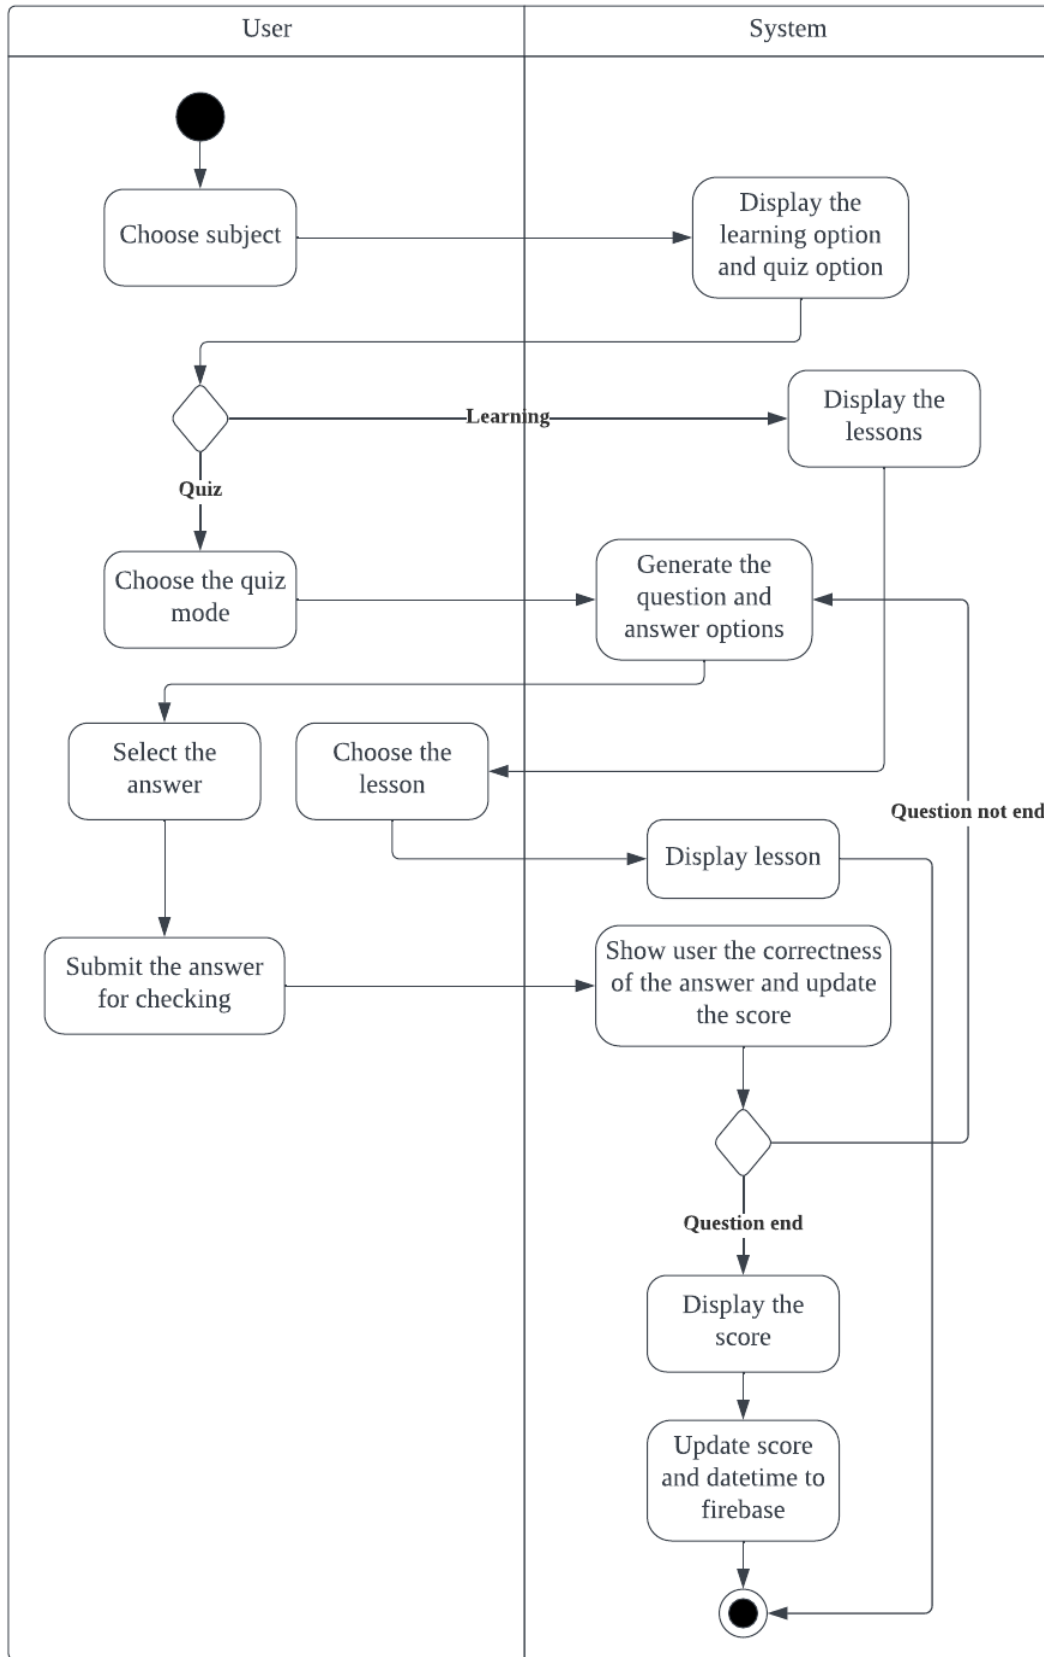 User
System
Choose subject
Display the
learning option
and quiz option
Learning
Display the
lessons
Quiz
Choose the quiz
mode
Generate the
question and
answer options
Select the
answer
Choose the
lesson
Question not end
Display lesson
Submit the answer
for checking
Show user the correctness
of the answer and update
the score
Question end
Display the
score
Update score
and datetime to
firebase